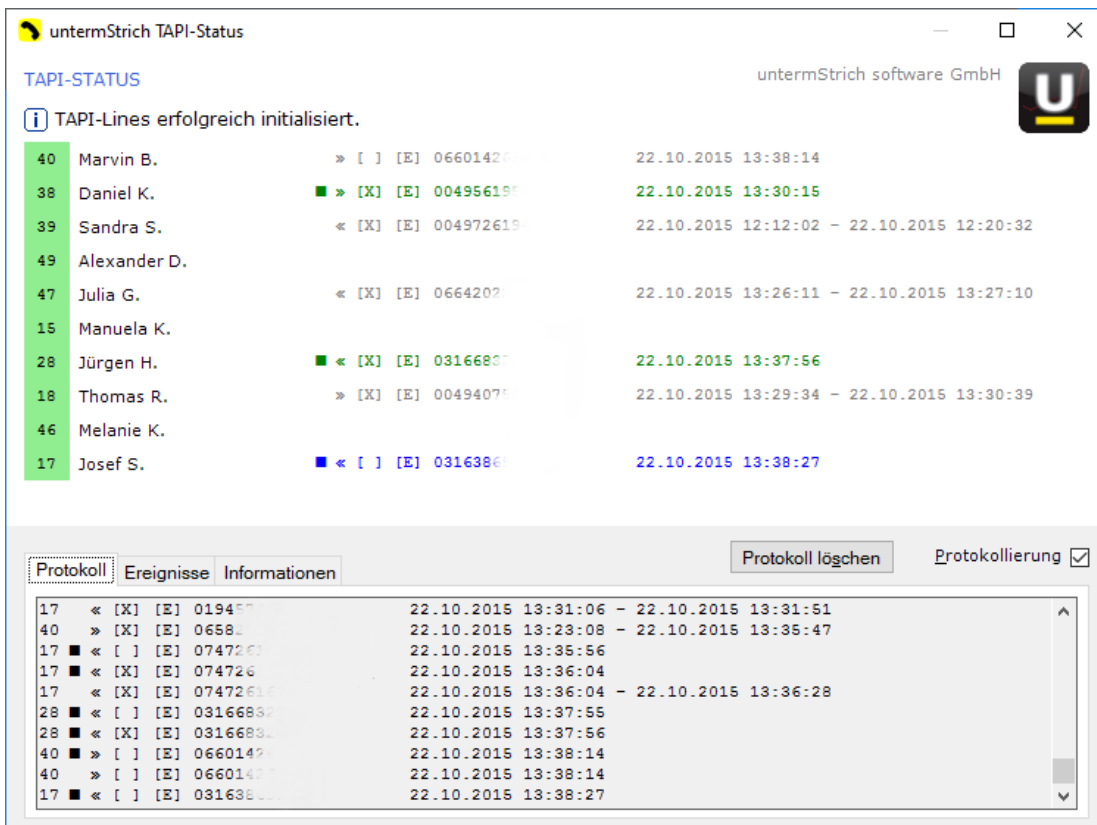 untermStrich TAPI-Status
TAPI-STATUS
untermStrich software GmbH
U
i TAPI-Lines erfolgreich initialisiert.
40 Marvin B. » [ ] [E] 0660142 22.10.2015 13:38:14
38 Daniel K. ■ » [X] [E] 00495619 22.10.2015 13:30:15
39 Sandra S. « [X] [E] 00497261 22.10.2015 12:12:02 - 22.10.2015 12:20:32
49 Alexander D.
47 Julia G. « [X] [E] 0664202 22.10.2015 13:26:11 - 22.10.2015 13:27:10
15 Manuela K.
28 Jürgen H. ■ « [X] [E] 0316683 22.10.2015 13:37:56
18 Thomas R. » [X] [E] 0049407 22.10.2015 13:29:34 - 22.10.2015 13:30:39
46 Melanie K.
17 Josef S. ■ « [ ] [E] 0316386 22.10.2015 13:38:27
Protokoll löschen Protokollierung
Protokoll Ereignisse Informationen
17 « [X] [E] 01945 22.10.2015 13:31:06 - 22.10.2015 13:31:51
40 » [X] [E] 0658 22.10.2015 13:23:08 - 22.10.2015 13:35:47
17 ■ « [ ] [E] 074726 22.10.2015 13:35:56
17 ■ « [X] [E] 074726 22.10.2015 13:36:04
17 « [X] [E] 074726 22.10.2015 13:36:04 - 22.10.2015 13:36:28
28 ■ « [ ] [E] 0316683 22.10.2015 13:37:55
28 ■ « [X] [E] 0316683 22.10.2015 13:37:56
40 ■ » [ ] [E] 066014 22.10.2015 13:38:14
40 » [ ] [E] 066014 22.10.2015 13:38:14
17 ■ « [ ] [E] 031638 22.10.2015 13:38:27